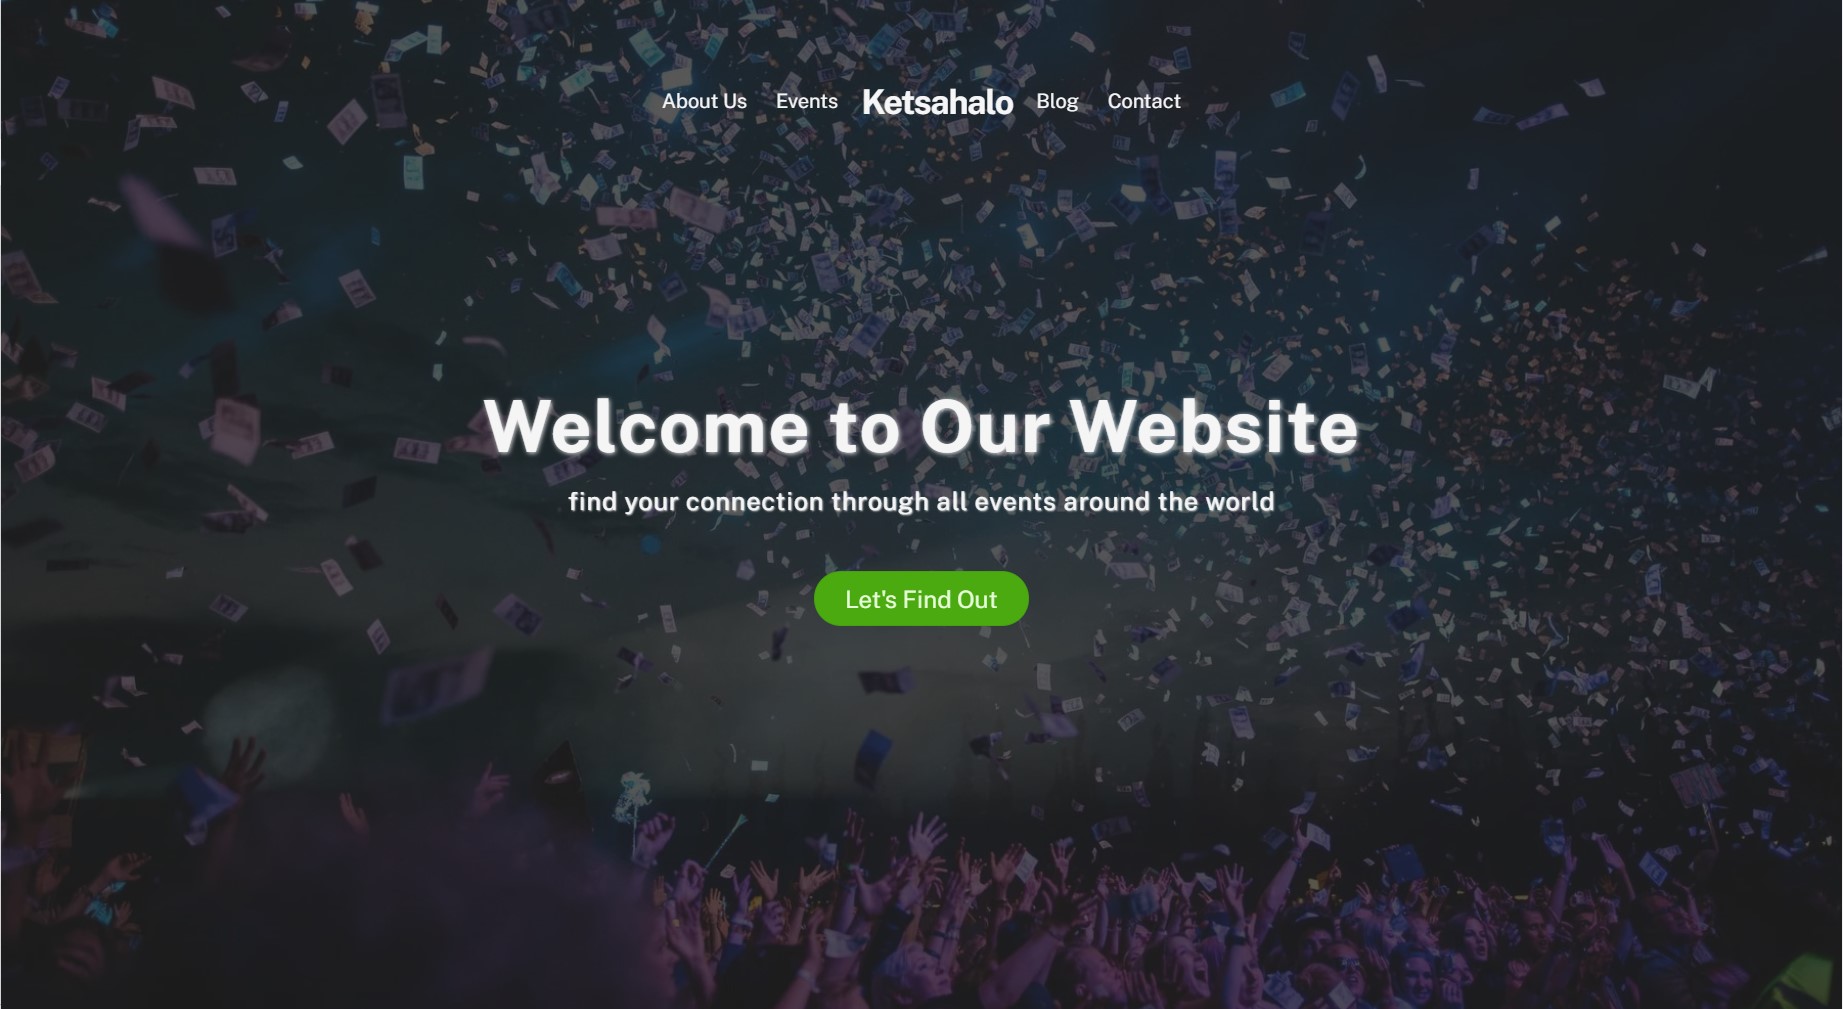 About Us Events Ketsahalo Blog Contact
Welcome to Our Website
find your connection through all events around the world
Let's Find Out